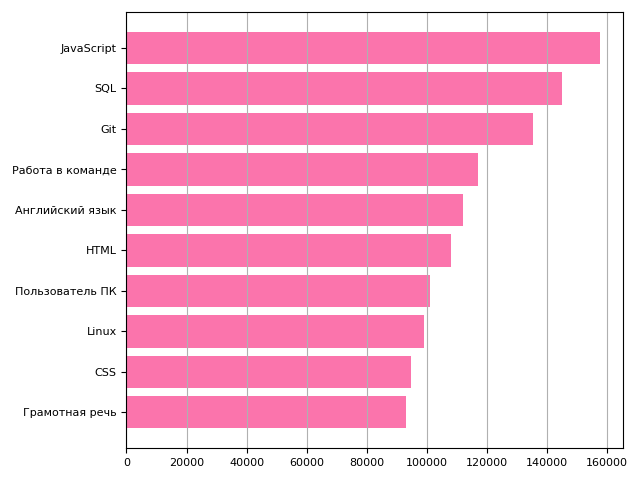 JavaScript
SQL
Git
Работа в команде
Английский язык
HTML
Пользователь ПК
Linux
CSS
Грамотная речь
0 20000 40000 60000 80000 100000 120000 140000 160000